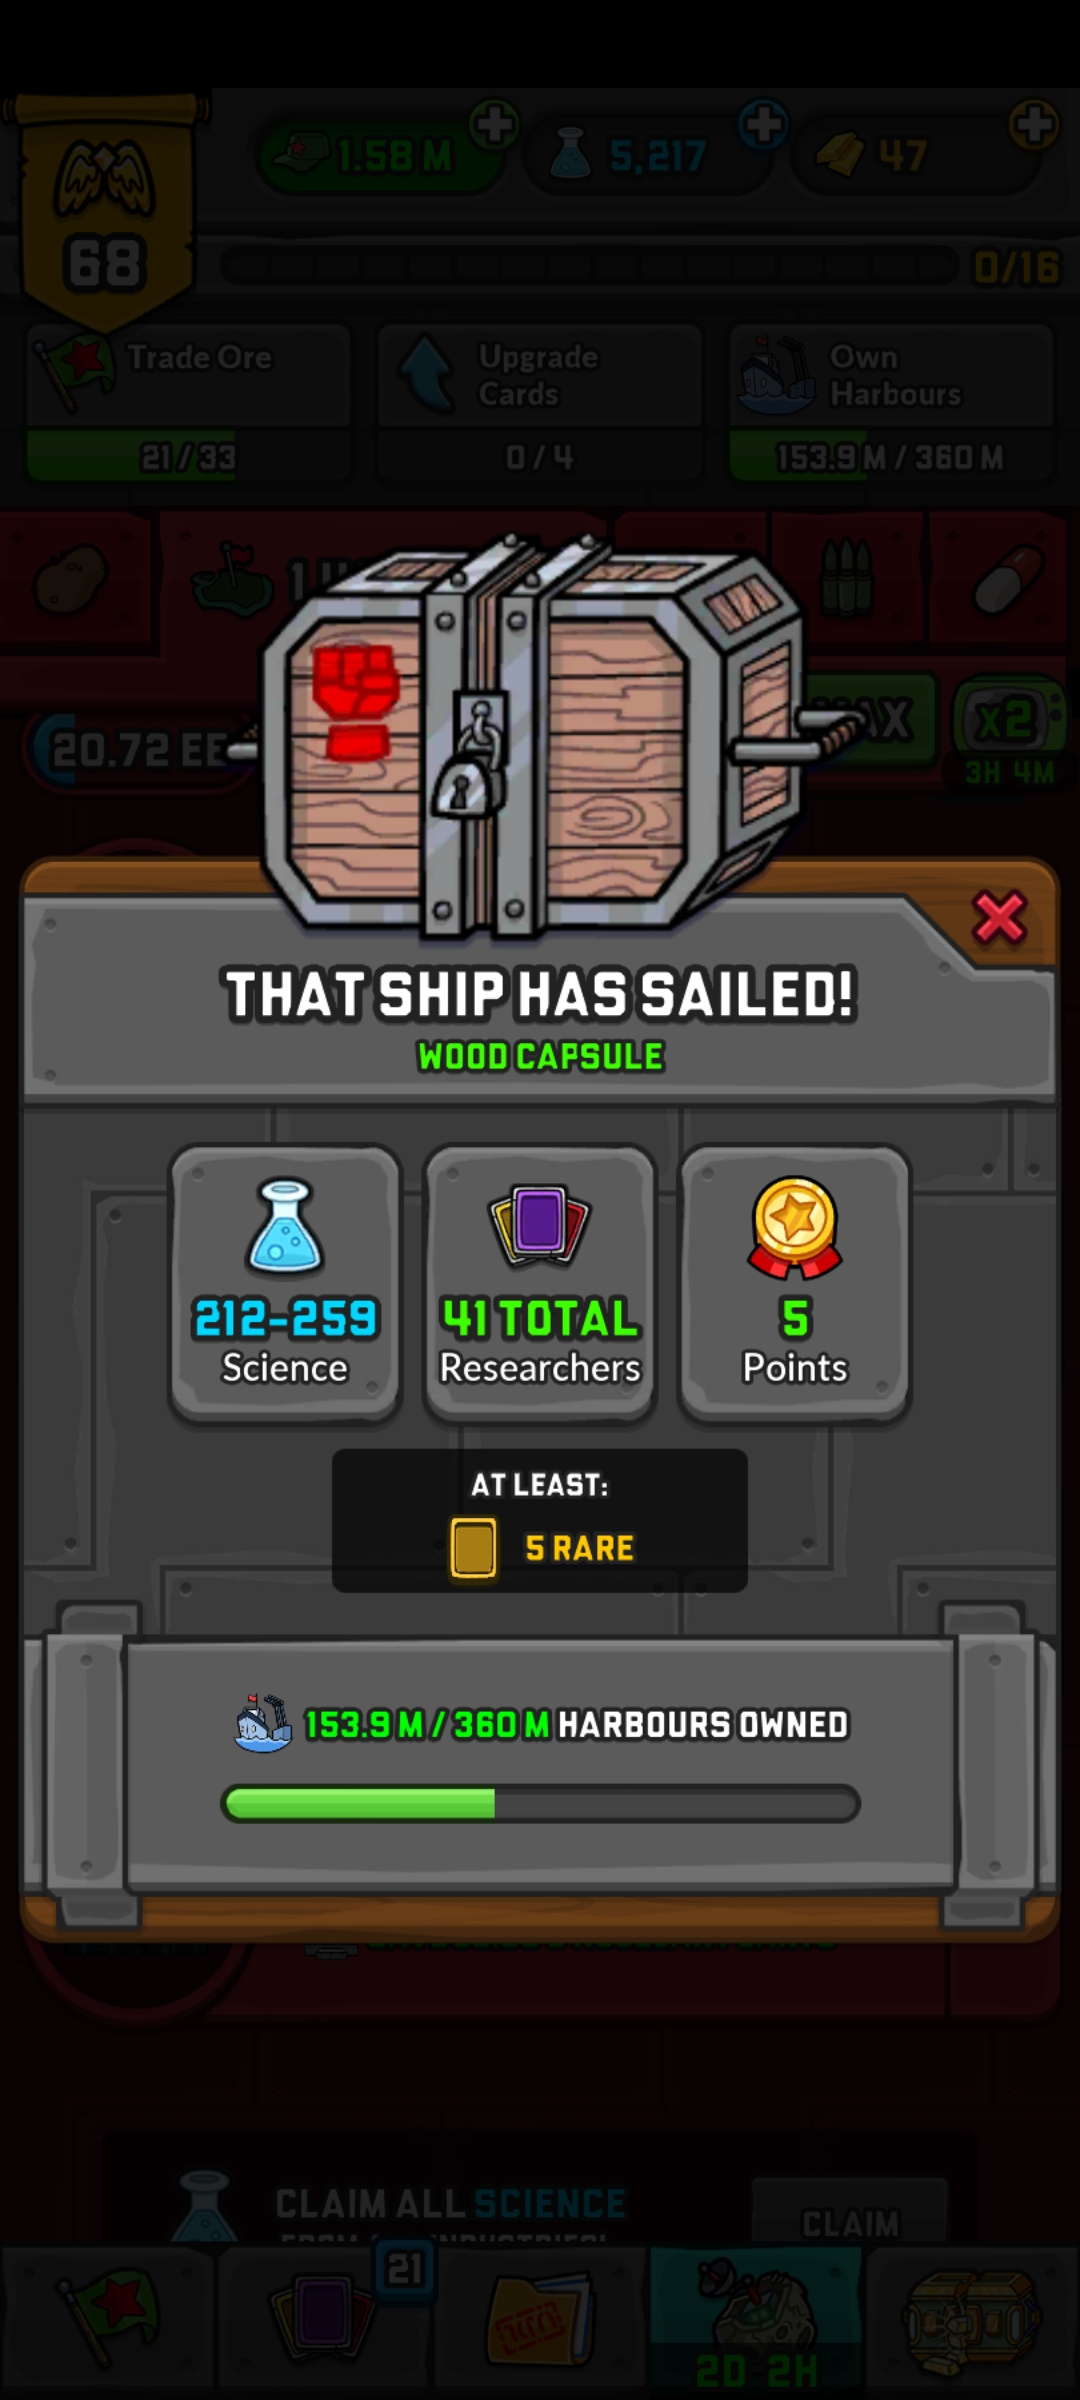 1.58 M
5,217
47
68
0/16
Trade Ore
Upgrade
Cards
Own
Harbours
21/33
0/4
153.9 M / 360 M
20.72 EE
X2
3H 4M
THAT SHIP HAS SAILED!
WOOD CAPSULE
212-259
Science
41 TOTAL
Researchers
5
Points
AT LEAST:
5 RARE
153.9 M / 360 M HARBOURS OWNED
CLAIM ALL SCIENCE
CLAIM
21
2D 2H